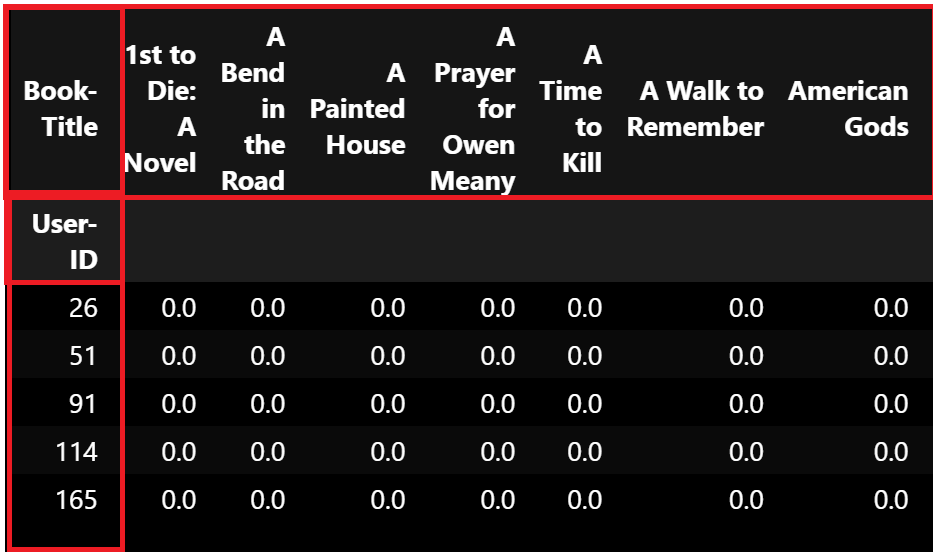 Book-Title 1st to Die: A Novel A Bend in the Road A Painted House A Prayer for Owen Meany A Time to Kill A Walk to Remember American Gods
User-ID
26 0.0 0.0 0.0 0.0 0.0 0.0 0.0
51 0.0 0.0 0.0 0.0 0.0 0.0 0.0
91 0.0 0.0 0.0 0.0 0.0 0.0 0.0
114 0.0 0.0 0.0 0.0 0.0 0.0 0.0
165 0.0 0.0 0.0 0.0 0.0 0.0 0.0